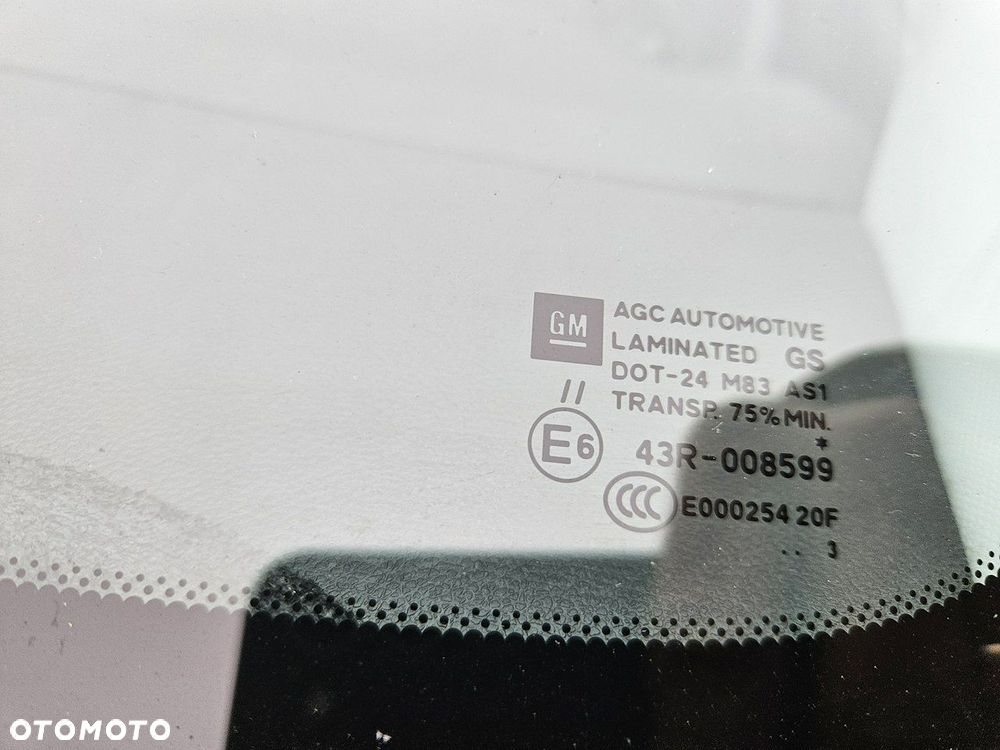 GM
AGC AUTOMOTIVE
LAMINATED GS
DOT-24 M83 AS1
TRANSP. 75% MIN.
//
E6 43R-008599
*
CCC E000254 20F
.. 3
OTOMOTO